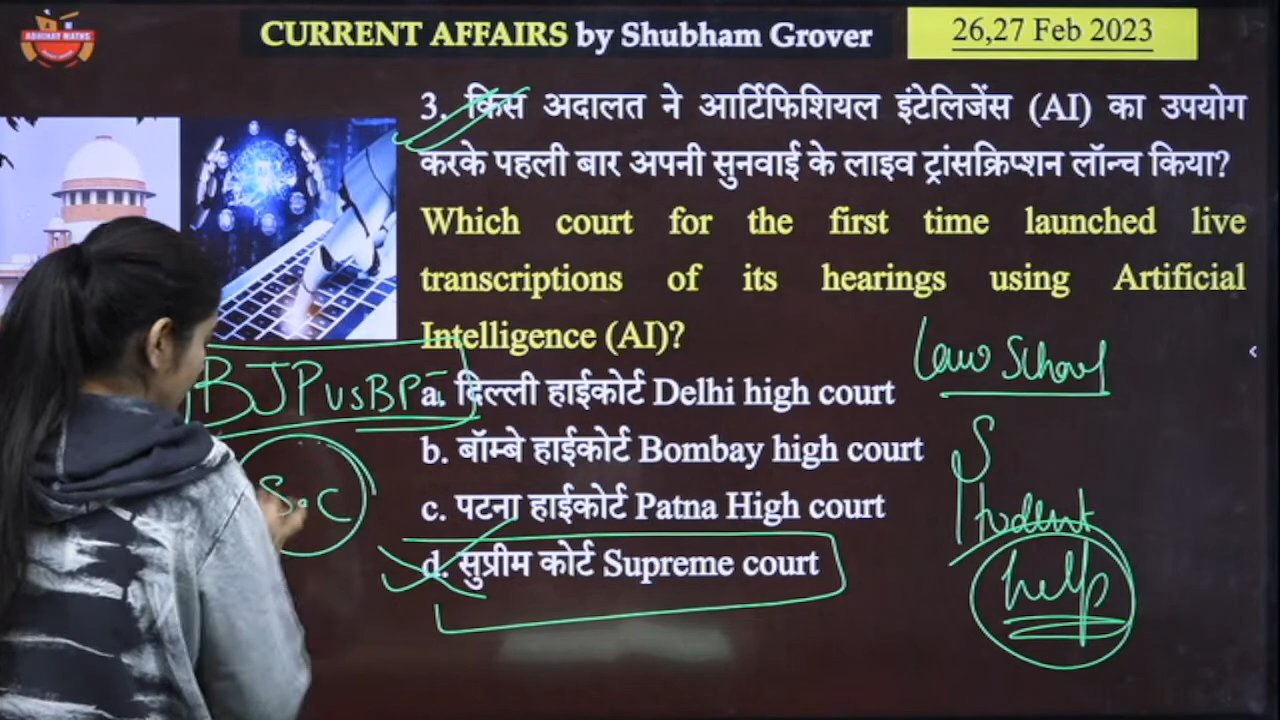 ABHINAY MATHS
CURRENT AFFAIRS by Shubham Grover
26,27 Feb 2023
3. किस अदालत ने आर्टिफिशियल इंटेलिजेंस (AI) का उपयोग
करके पहली बार अपनी सुनवाई के लाइव ट्रांसक्रिप्शन लॉन्च किया?
Which court for the first time launched live
transcriptions of its hearings using Artificial
Intelligence (AI)?
a. दिल्ली हाईकोर्ट Delhi high court
b. बॉम्बे हाईकोर्ट Bombay high court
c. पटना हाईकोर्ट Patna High court
d. सुप्रीम कोर्ट Supreme court
BJP vs BP
S.C
Law School
S
help